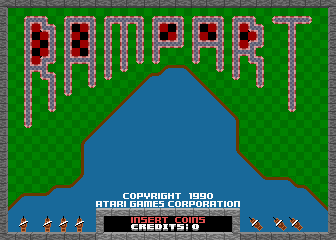 RAMPART
COPYRIGHT 1990
ATARI GAMES CORPORATION
INSERT COINS
CREDITS: 0